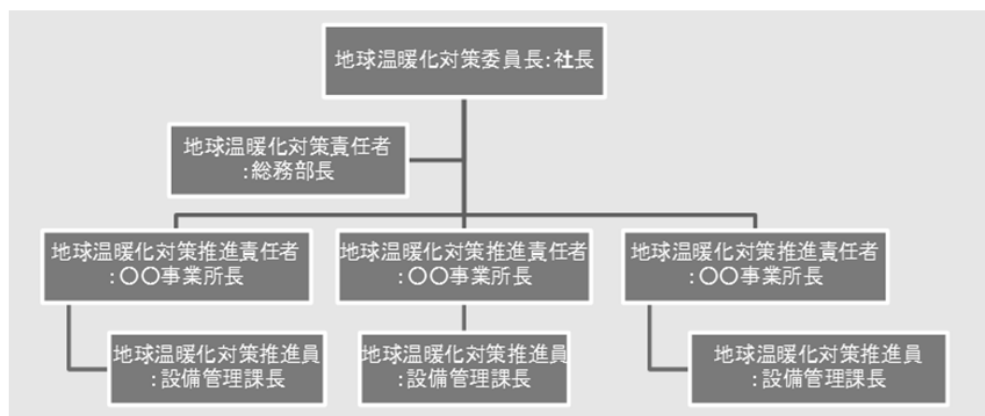 地球温暖化対策委員長:社長
地球温暖化対策責任者
:総務部長
地球温暖化対策推進責任者
:〇〇事業所長
地球温暖化対策推進責任者
:〇〇事業所長
地球温暖化対策推進責任者
:〇〇事業所長
地球温暖化対策推進員
:設備管理課長
地球温暖化対策推進員
:設備管理課長
地球温暖化対策推進員
:設備管理課長